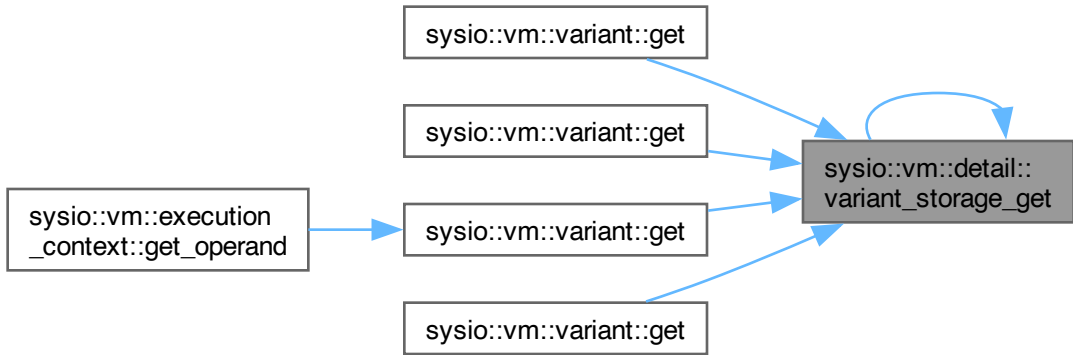 sysio::vm::variant::get
sysio::vm::variant::get
sysio::vm::detail::
variant_storage_get
sysio::vm::execution
_context::get_operand
sysio::vm::variant::get
sysio::vm::variant::get